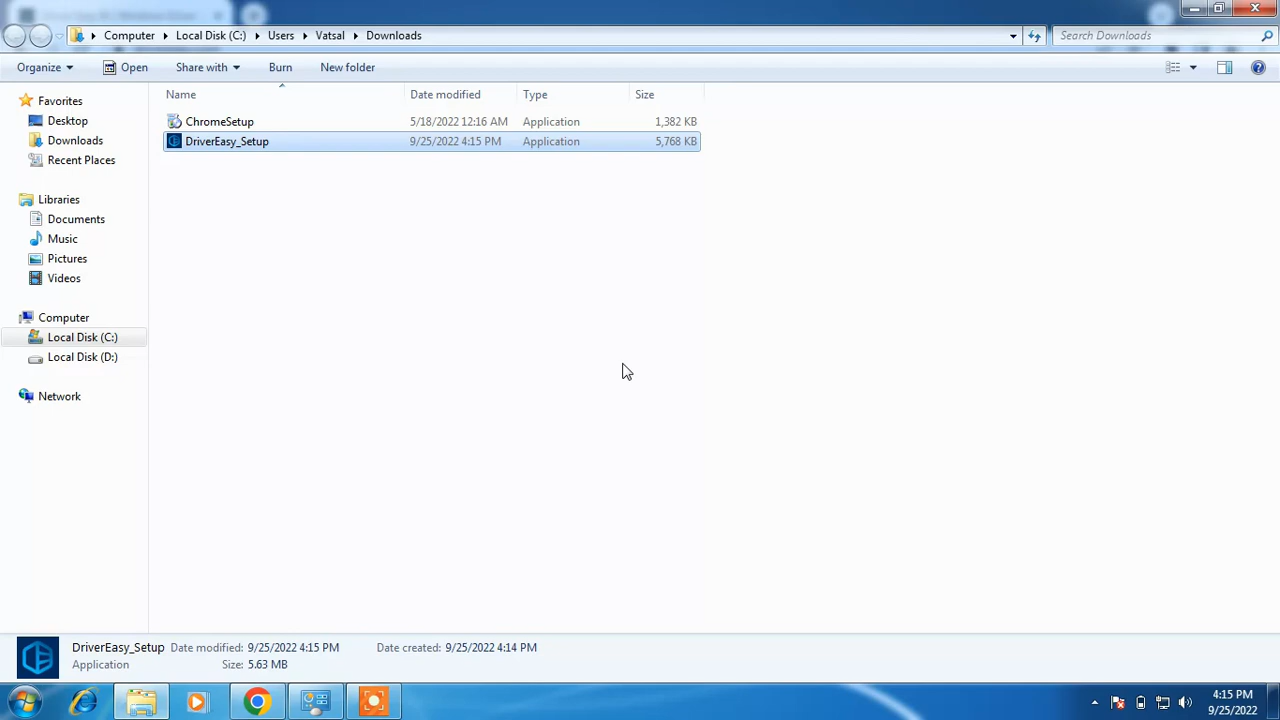 Computer Local Disk (C:) Users Vatsal Downloads
Search Downloads
Organize Open Share with Burn New folder
Name Date modified Type Size
ChromeSetup 5/18/2022 12:16 AM Application 1,382 KB
DriverEasy_Setup 9/25/2022 4:15 PM Application 5,768 KB
Favorites
Desktop
Downloads
Recent Places
Libraries
Documents
Music
Pictures
Videos
Computer
Local Disk (C:)
Local Disk (D:)
Network
DriverEasy_Setup Date modified: 9/25/2022 4:15 PM Date created: 9/25/2022 4:14 PM
Application Size: 5.63 MB
4:15 PM
9/25/2022